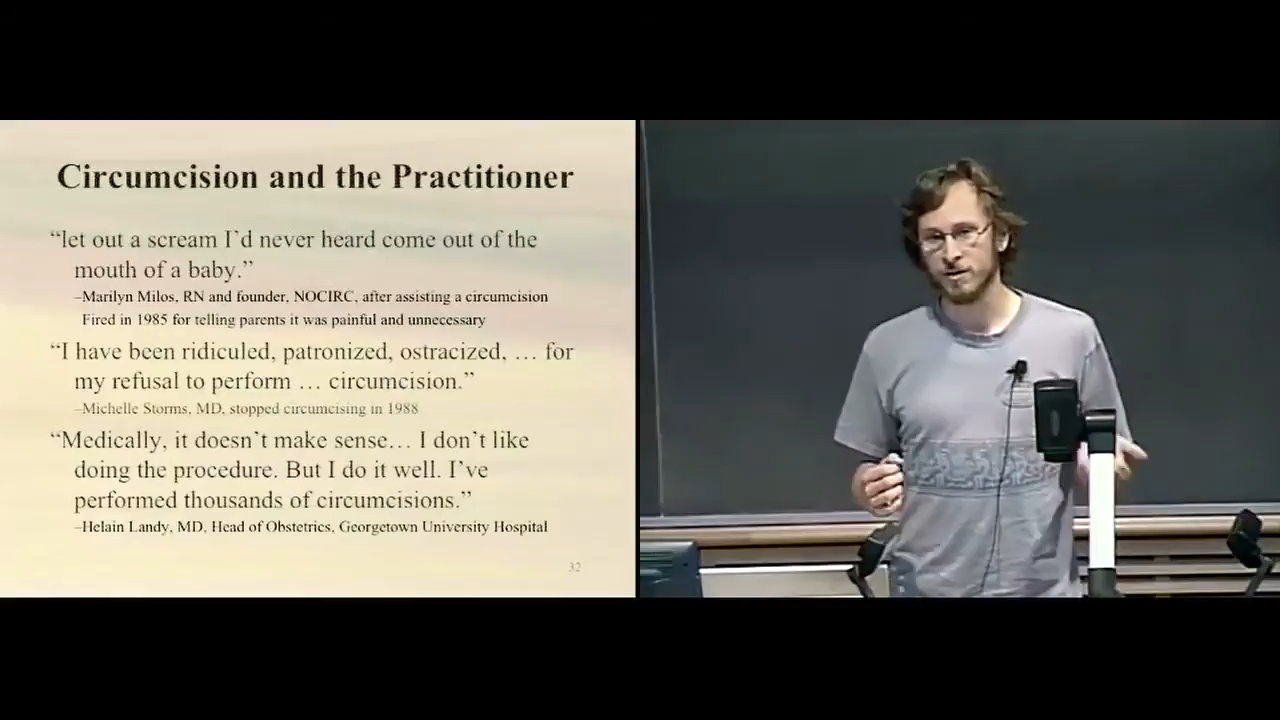 Circumcision and the Practitioner
“let out a scream I’d never heard come out of the
mouth of a baby.”
–Marilyn Milos, RN and founder, NOCIRC, after assisting a circumcision
Fired in 1985 for telling parents it was painful and unnecessary
“I have been ridiculed, patronized, ostracized, … for
my refusal to perform … circumcision.”
–Michelle Storms, MD, stopped circumcising in 1988
“Medically, it doesn’t make sense… I don’t like
doing the procedure. But I do it well. I’ve
performed thousands of circumcisions.”
–Helain Landy, MD, Head of Obstetrics, Georgetown University Hospital
32